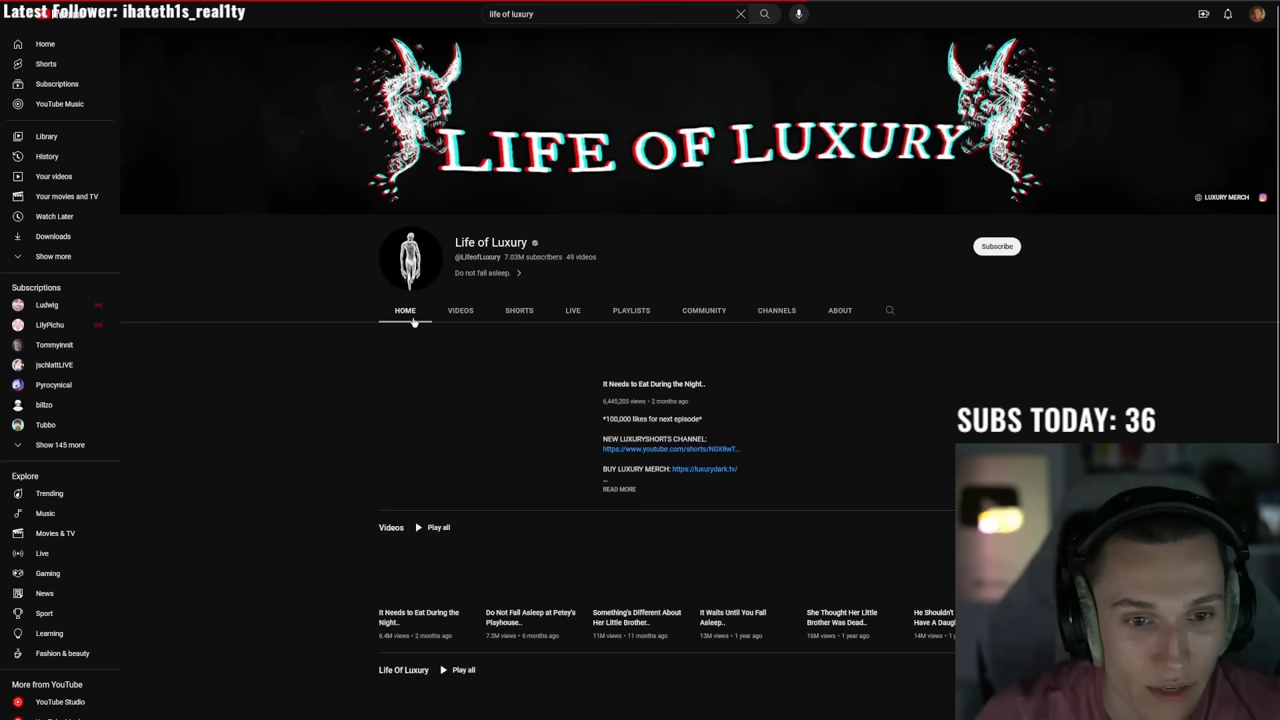 Latest Follower: ihateth1s_real1ty
life of luxury
Home
Shorts
Subscriptions
YouTube Music
Library
History
Your videos
Your movies and TV
Watch Later
Downloads
Show more
Subscriptions
Ludwig
LilyPichu
TommyInnit
jschlattLIVE
Pyrocynical
billzo
Tubbo
Show 145 more
Explore
Trending
Music
Movies & TV
Live
Gaming
News
Sport
Learning
Fashion & beauty
More from YouTube
YouTube Studio
LIFE OF LUXURY
LUXURY MERCH
Life of Luxury
@LifeofLuxury 7.03M subscribers 49 videos
Do not fall asleep.
Subscribe
HOME VIDEOS SHORTS LIVE PLAYLISTS COMMUNITY CHANNELS ABOUT
It Needs to Eat During the Night..
6,445,205 views • 2 months ago
*100,000 likes for next episode*
NEW LUXURYSHORTS CHANNEL:
BUY LUXURY MERCH: https://luxurydark.tv/
...
READ MORE
SUBS TODAY: 36
Videos Play all
It Needs to Eat During the
Night..
6.4M views • 2 months ago
Do Not Fall Asleep at Petey's
Playhouse..
7.3M views • 6 months ago
Something's Different About
Her Little Brother..
11M views • 11 months ago
It Waits Until You Fall
Asleep..
13M views • 1 year ago
She Thought Her Little
Brother Was Dead..
16M views • 1 year ago
He Shouldn'
Have A Daug
14M views • 1 y
Life Of Luxury Play all